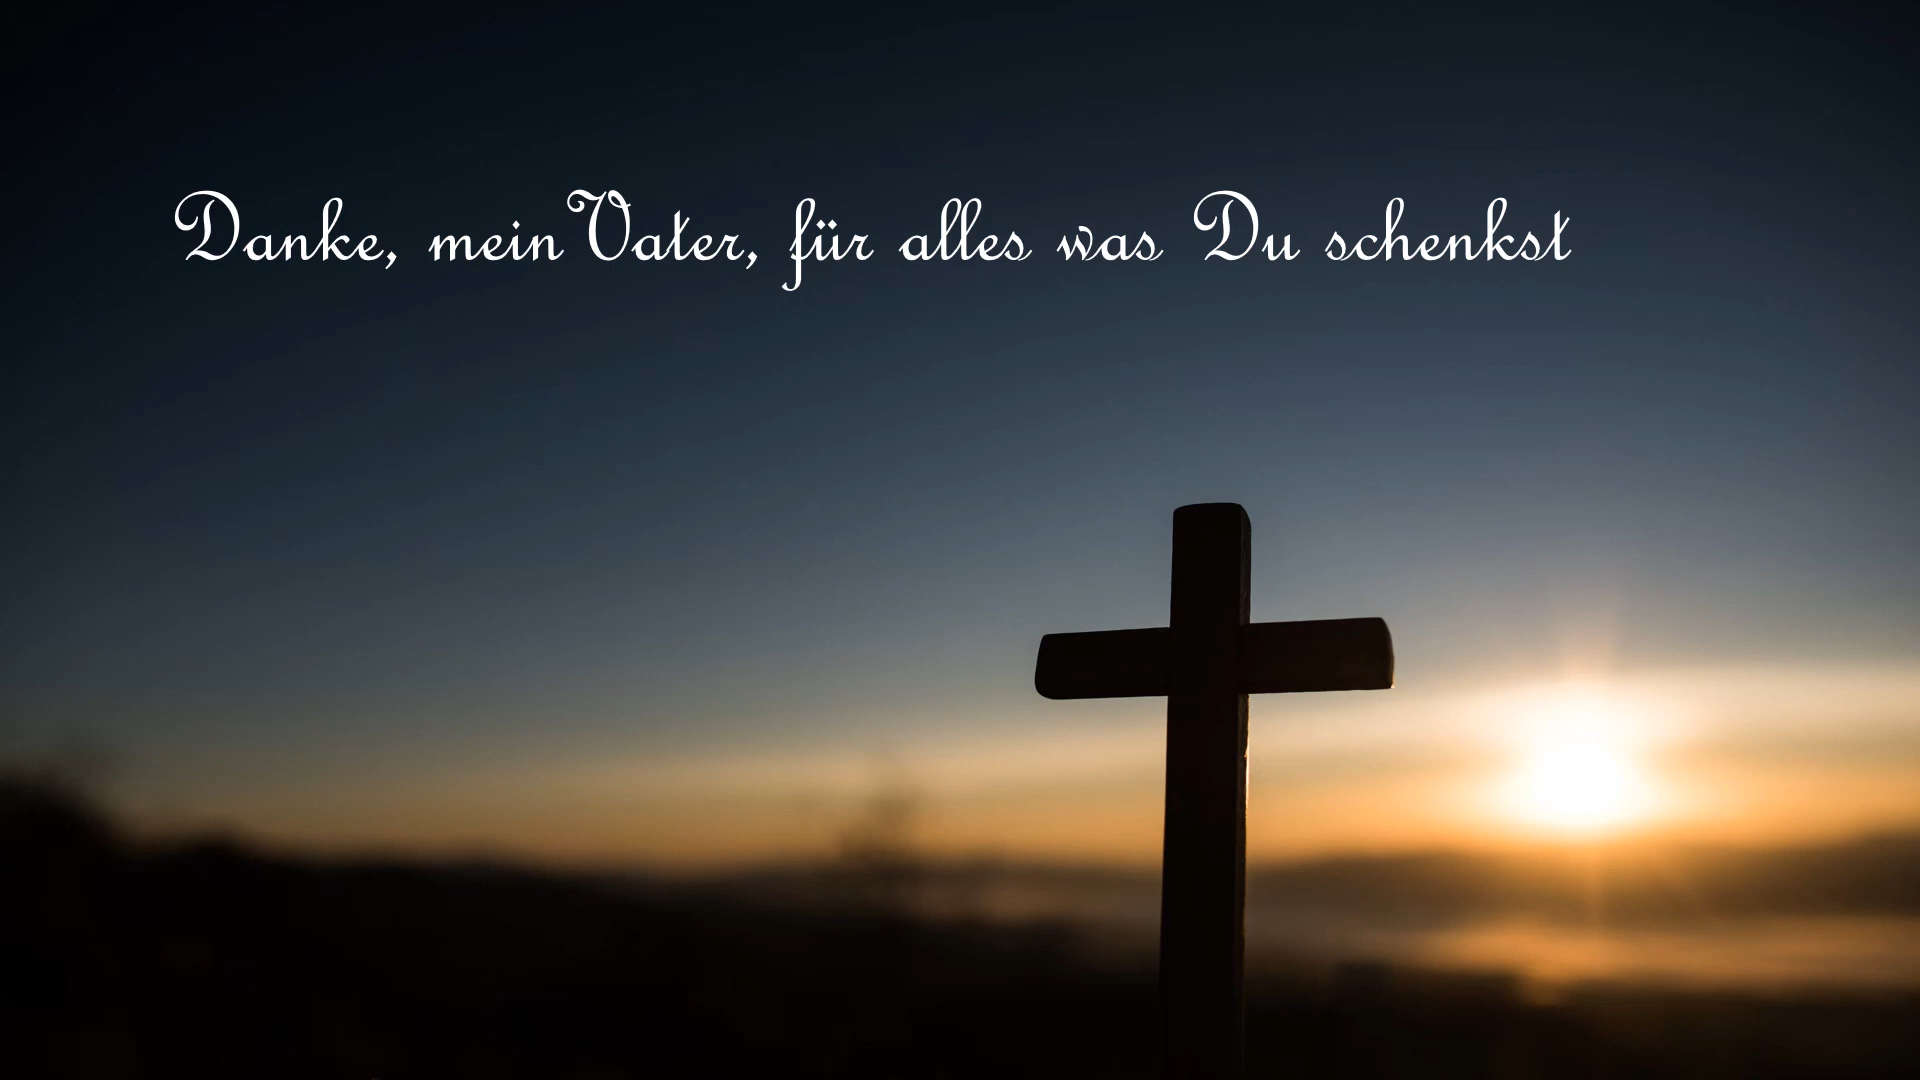 Danke, mein Vater, für alles was Du schenkst